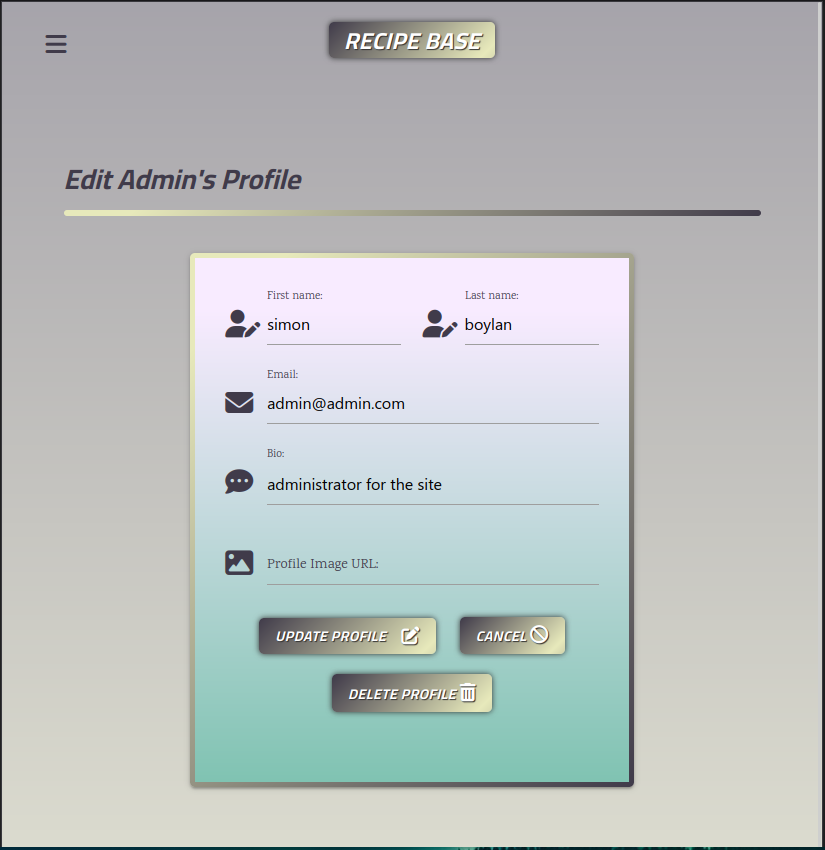 RECIPE BASE
Edit Admin's Profile
First name: Last name:
simon boylan
Email:
admin@admin.com
Bio:
administrator for the site
Profile Image URL:
UPDATE PROFILE CANCEL
DELETE PROFILE